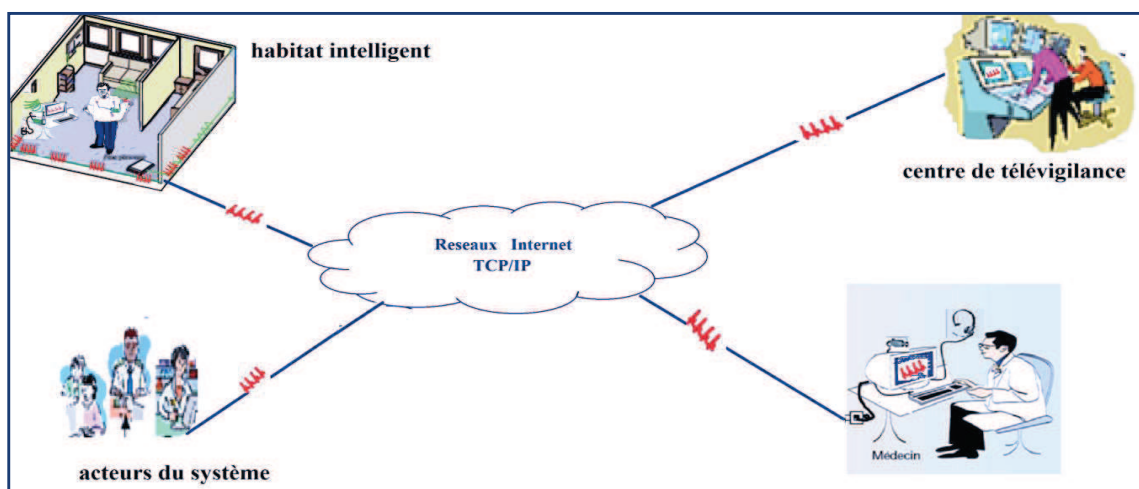 habitat intelligent
centre de télévigilance
Reseaux Internet
TCP/IP
Médecin
acteurs du système